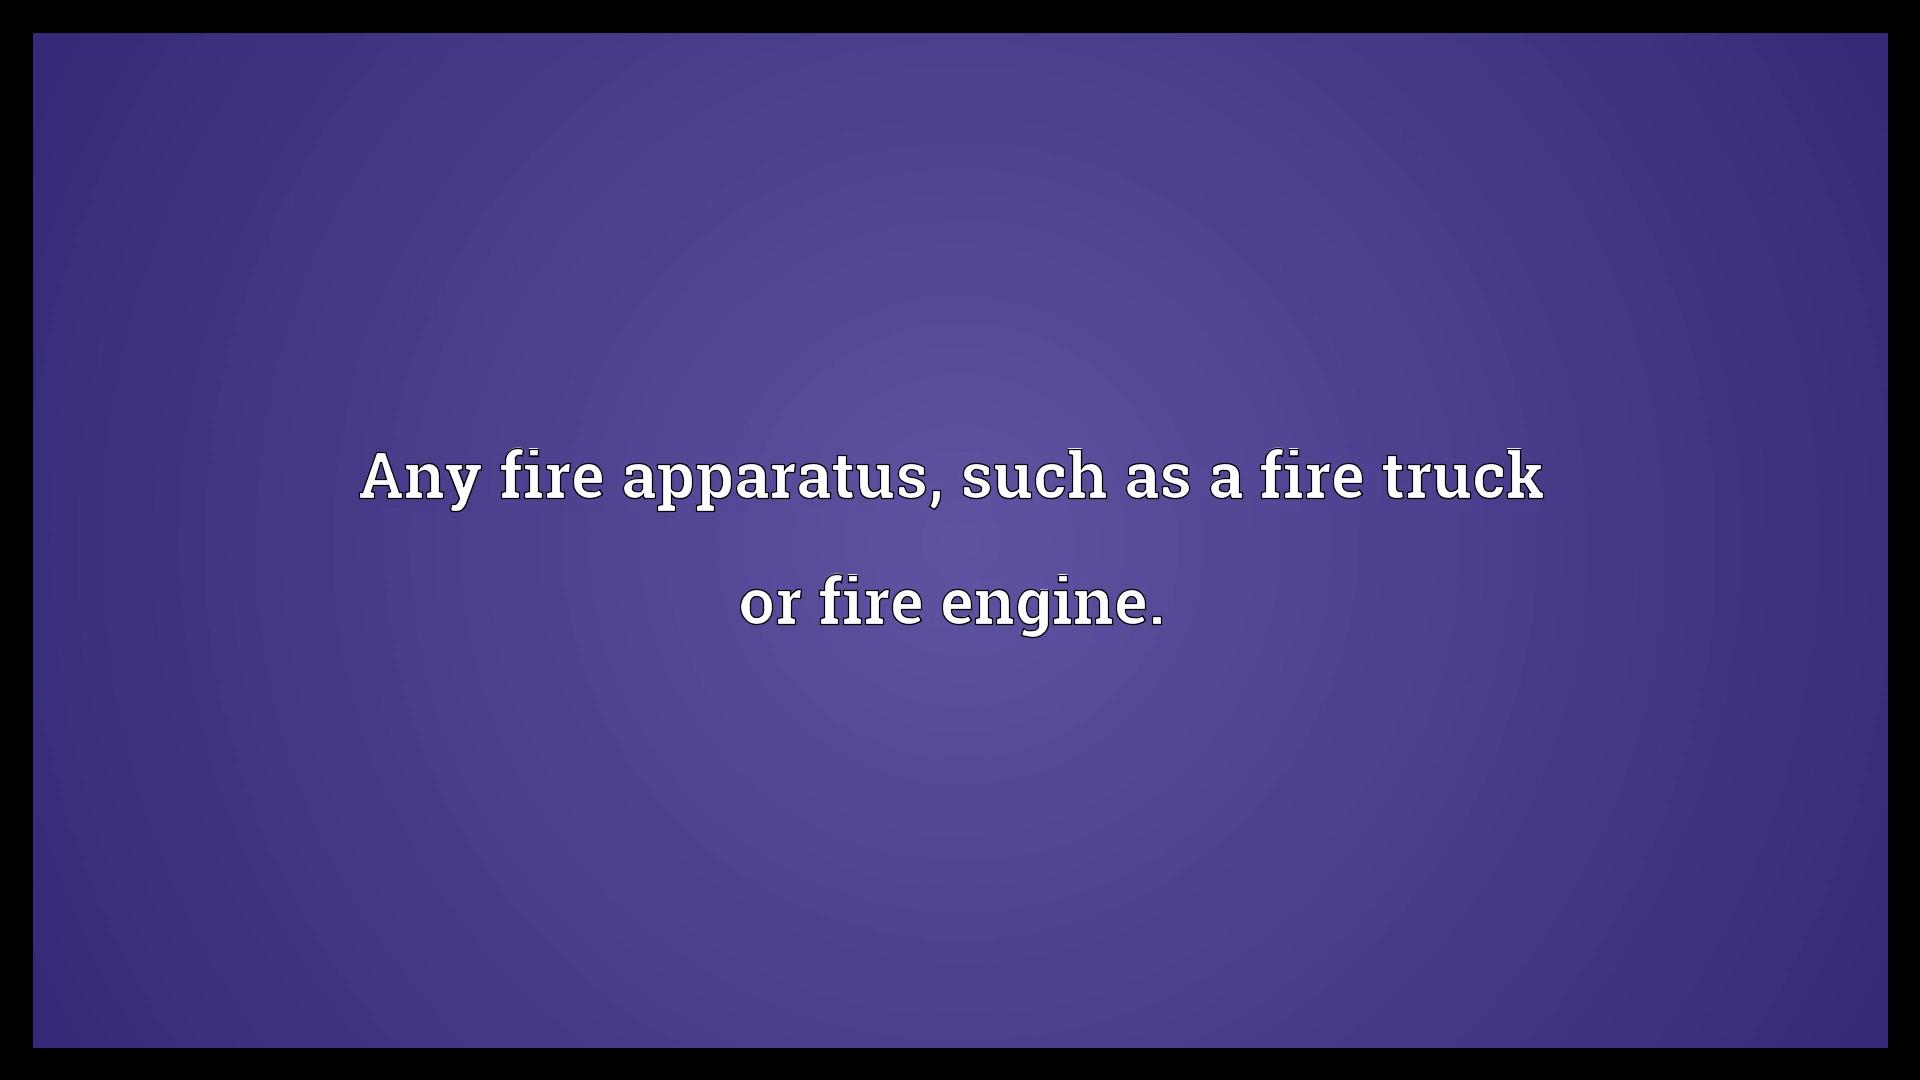 Any fire apparatus, such as a fire truck
or fire engine.